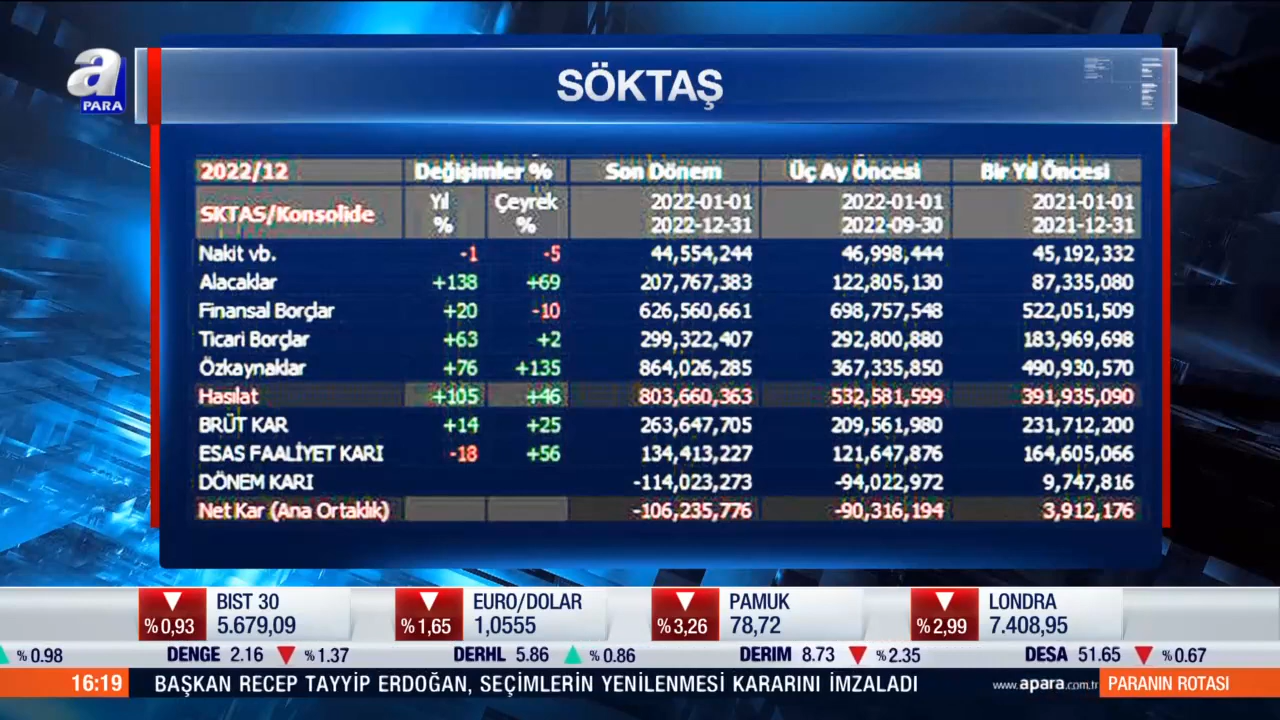 a
PARA
SÖKTAŞ
2022/12 Değişimler % Son Dönem Üç Ay Öncesi Bir Yıl Öncesi
SKTAS/Konsolide Yıl % Çeyrek % 2022-01-01 2022-12-31 2022-01-01 2022-09-30 2021-01-01 2021-12-31
Nakit vb. -1 -5 44,554,244 46,998,444 45,192,332
Alacaklar +138 +69 207,767,383 122,805,130 87,335,080
Finansal Borçlar +20 -10 626,560,661 698,757,548 522,051,509
Ticari Borçlar +63 +2 299,322,407 292,800,880 183,969,698
Özkaynaklar +76 +135 864,026,285 367,335,850 490,930,570
Hasılat +105 +46 803,660,363 532,581,599 391,935,090
BRÜT KAR +14 +25 263,647,705 209,561,980 231,712,200
ESAS FAALİYET KARI -18 +56 134,413,227 121,647,876 164,605,066
DÖNEM KARI -114,023,273 -94,022,972 9,747,816
Net Kar (Ana Ortaklık) -106,235,776 -90,316,194 3,912,176
%0,93 BIST 30 5.679,09
%1,65 EURO/DOLAR 1,0555
%3,26 PAMUK 78,72
%2,99 LONDRA 7.408,95
%0.98 DENGE 2.16 %1.37 DERHL 5.86 %0.86 DERIM 8.73 %2.35 DESA 51.65 %0.67
16:19 BAŞKAN RECEP TAYYİP ERDOĞAN, SEÇİMLERİN YENİLENMESİ KARARINI İMZALADI www.apara.com.tr PARANIN ROTASI